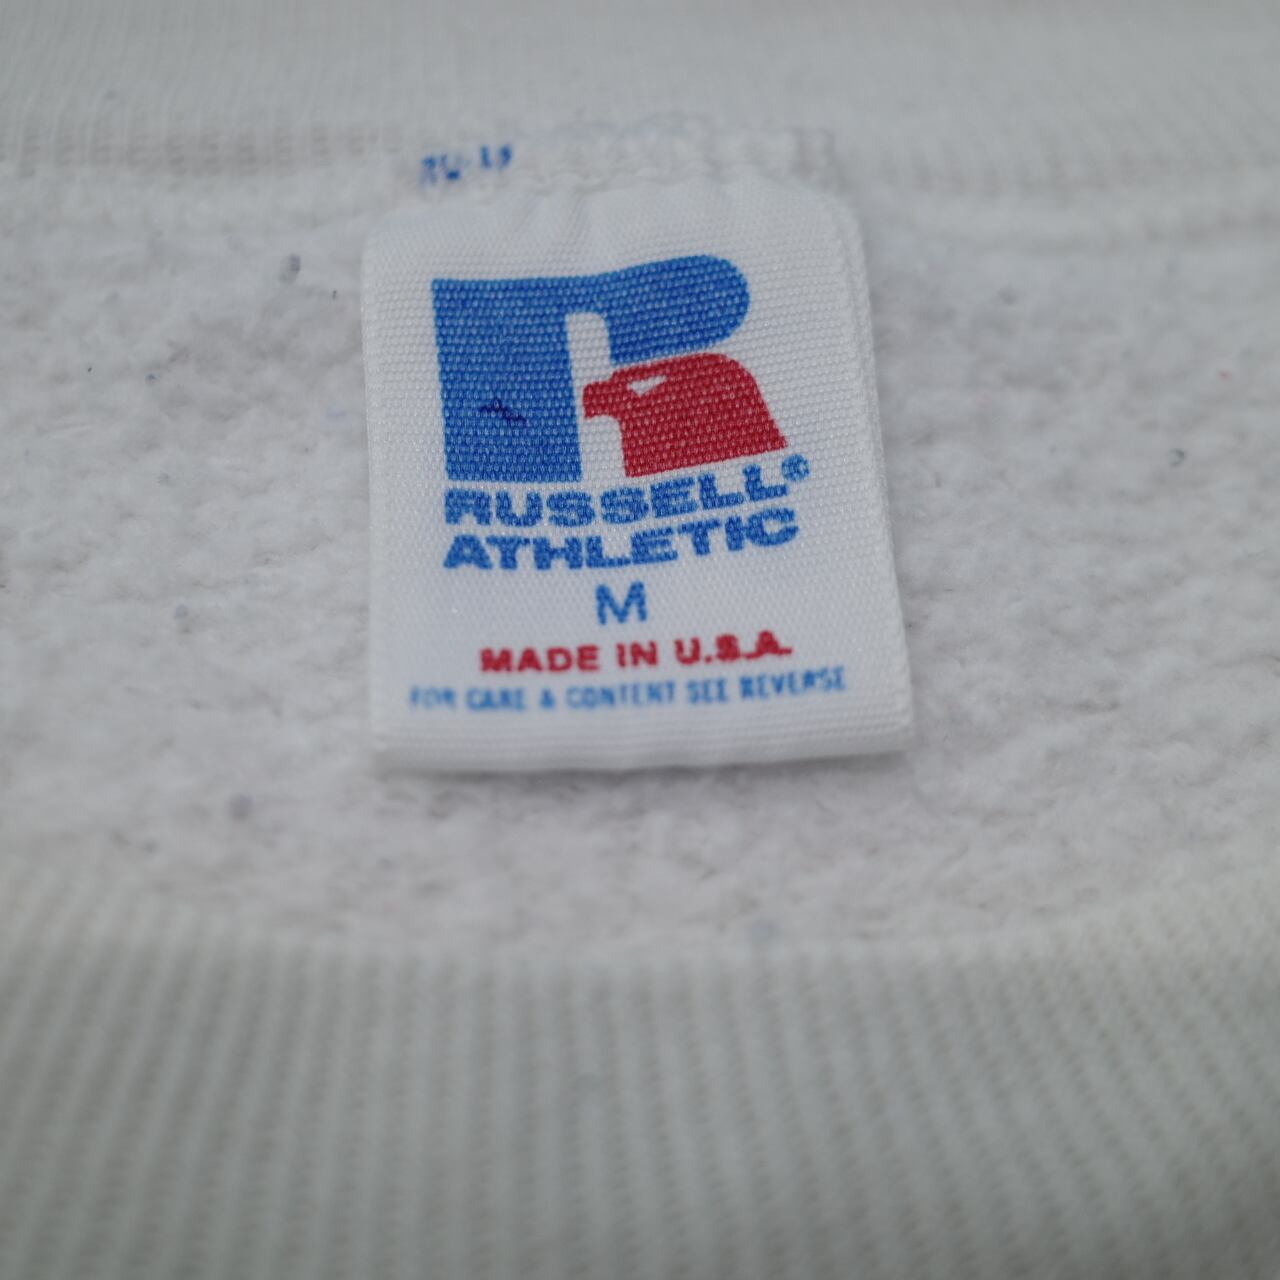 RUSSELL®
ATHLETIC
M
MADE IN U.S.A.
FOR CARE & CONTENT SEE REVERSE